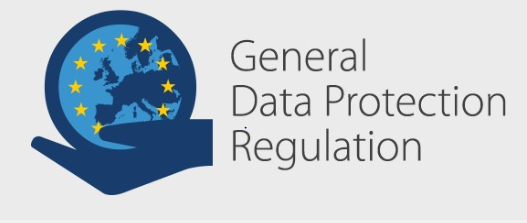 General
Data Protection
Regulation